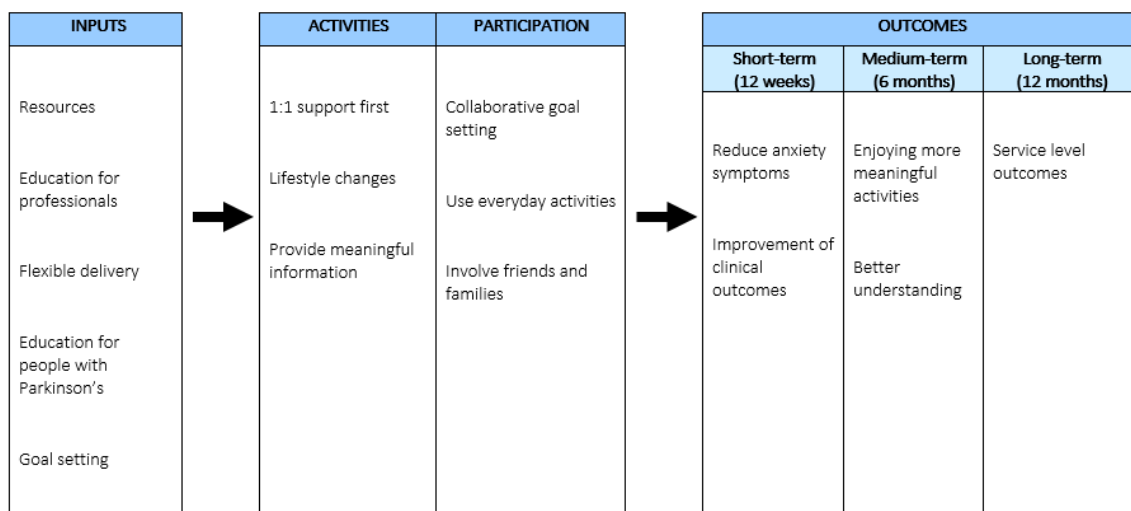 INPUTS
Resources
Education for
professionals
Flexible delivery
Education for
people with
Parkinson’s
Goal setting
ACTIVITIES
1:1 support first
Lifestyle changes
Provide meaningful
information
PARTICIPATION
Collaborative goal
setting
Use everyday activities
Involve friends and
families
OUTCOMES
Short-term
(12 weeks)
Reduce anxiety
symptoms
Improvement of
clinical
outcomes
Medium-term
(6 months)
Enjoying more
meaningful
activities
Better
understanding
Long-term
(12 months)
Service level
outcomes